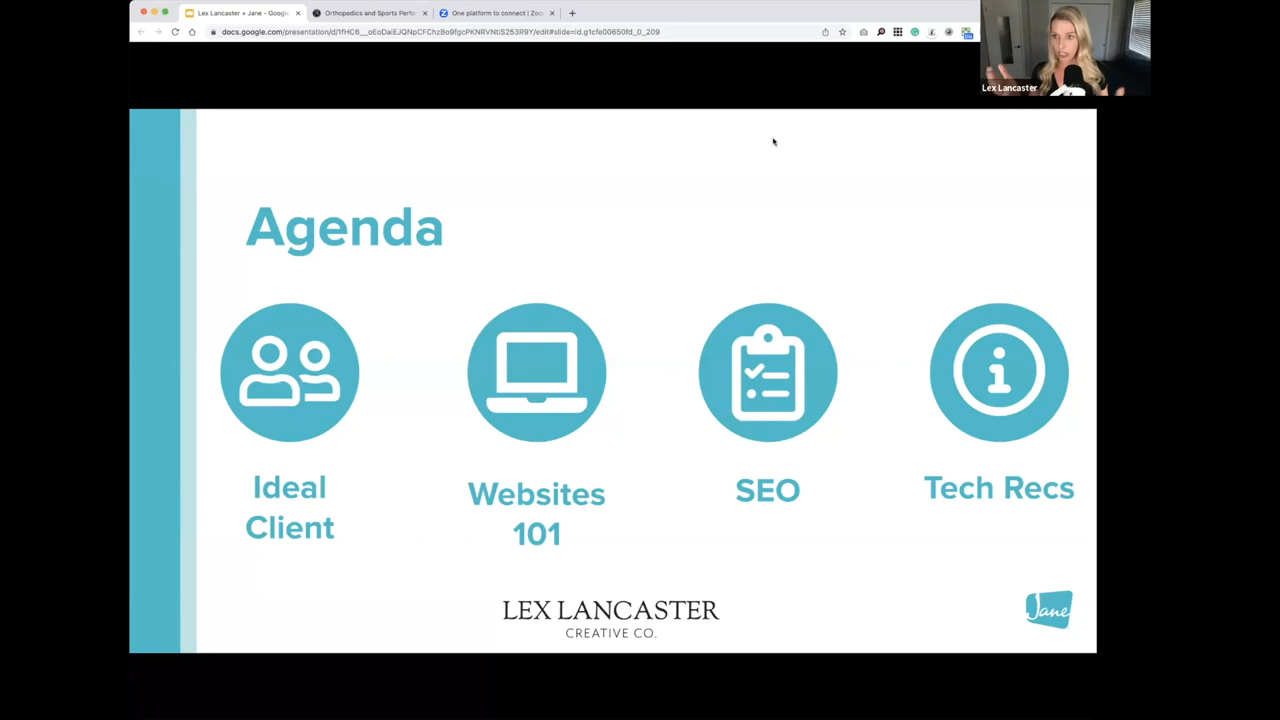 Lex Lancaster + Jane - Google
Orthopedics and Sports Perfo
One platform to connect | Zoo
Lex Lancaster
Agenda
Ideal
Client
Websites
101
SEO
Tech Recs
LEX LANCASTER
CREATIVE CO.
Jane